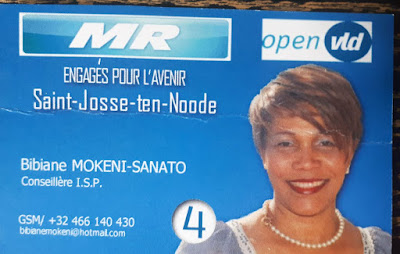 MR
open vld
ENGAGÉS POUR L'AVENIR
Saint-Josse-ten-Noode
Bibiane MOKENI-SANATO
Conseillère I.S.P.
4
GSM/ +32 466 140 430
bibianemokeni@hotmail.com